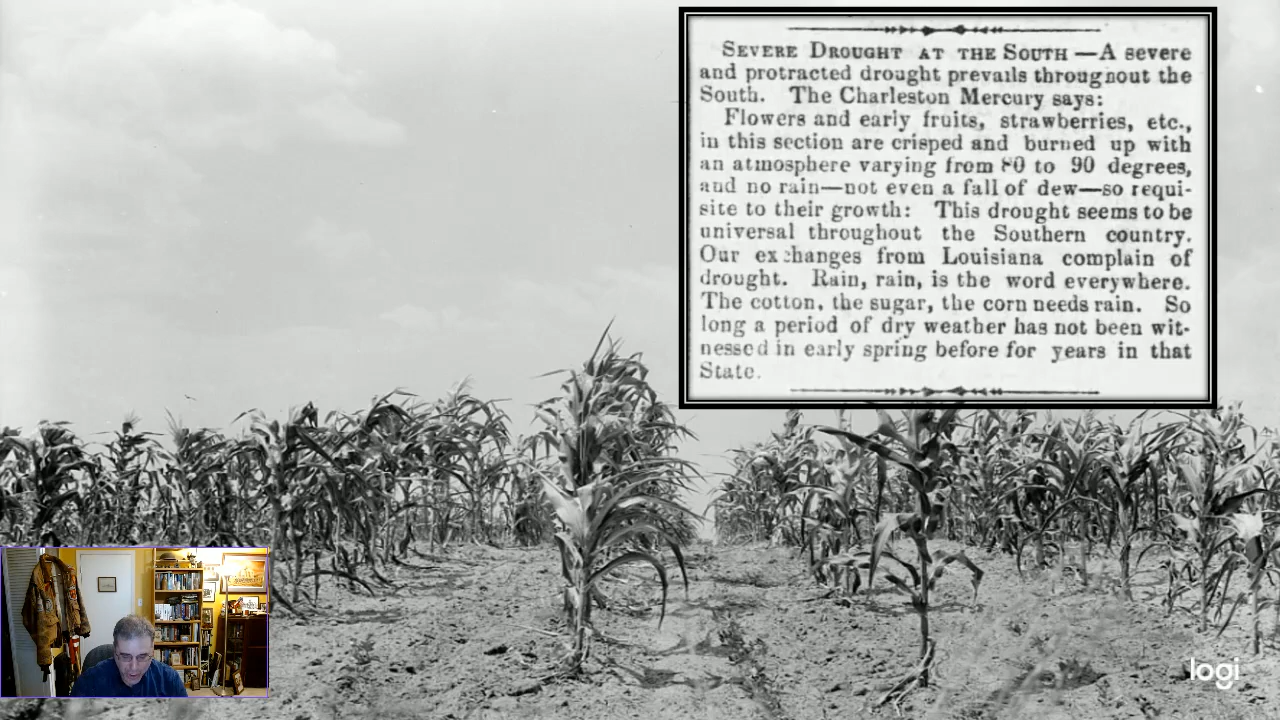 SEVERE DROUGHT AT THE SOUTH —A severe
and protracted drought prevails throughout the
South. The Charleston Mercury says:
Flowers and early fruits, strawberries, etc.,
in this section are crisped and burned up with
an atmosphere varying from 80 to 90 degrees,
and no rain—not even a fall of dew—so requi-
site to their growth: This drought seems to be
universal throughout the Southern country.
Our exchanges from Louisiana complain of
drought. Rain, rain, is the word everywhere.
The cotton, the sugar, the corn needs rain. So
long a period of dry weather has not been wit-
nessed in early spring before for years in that
State.
logi